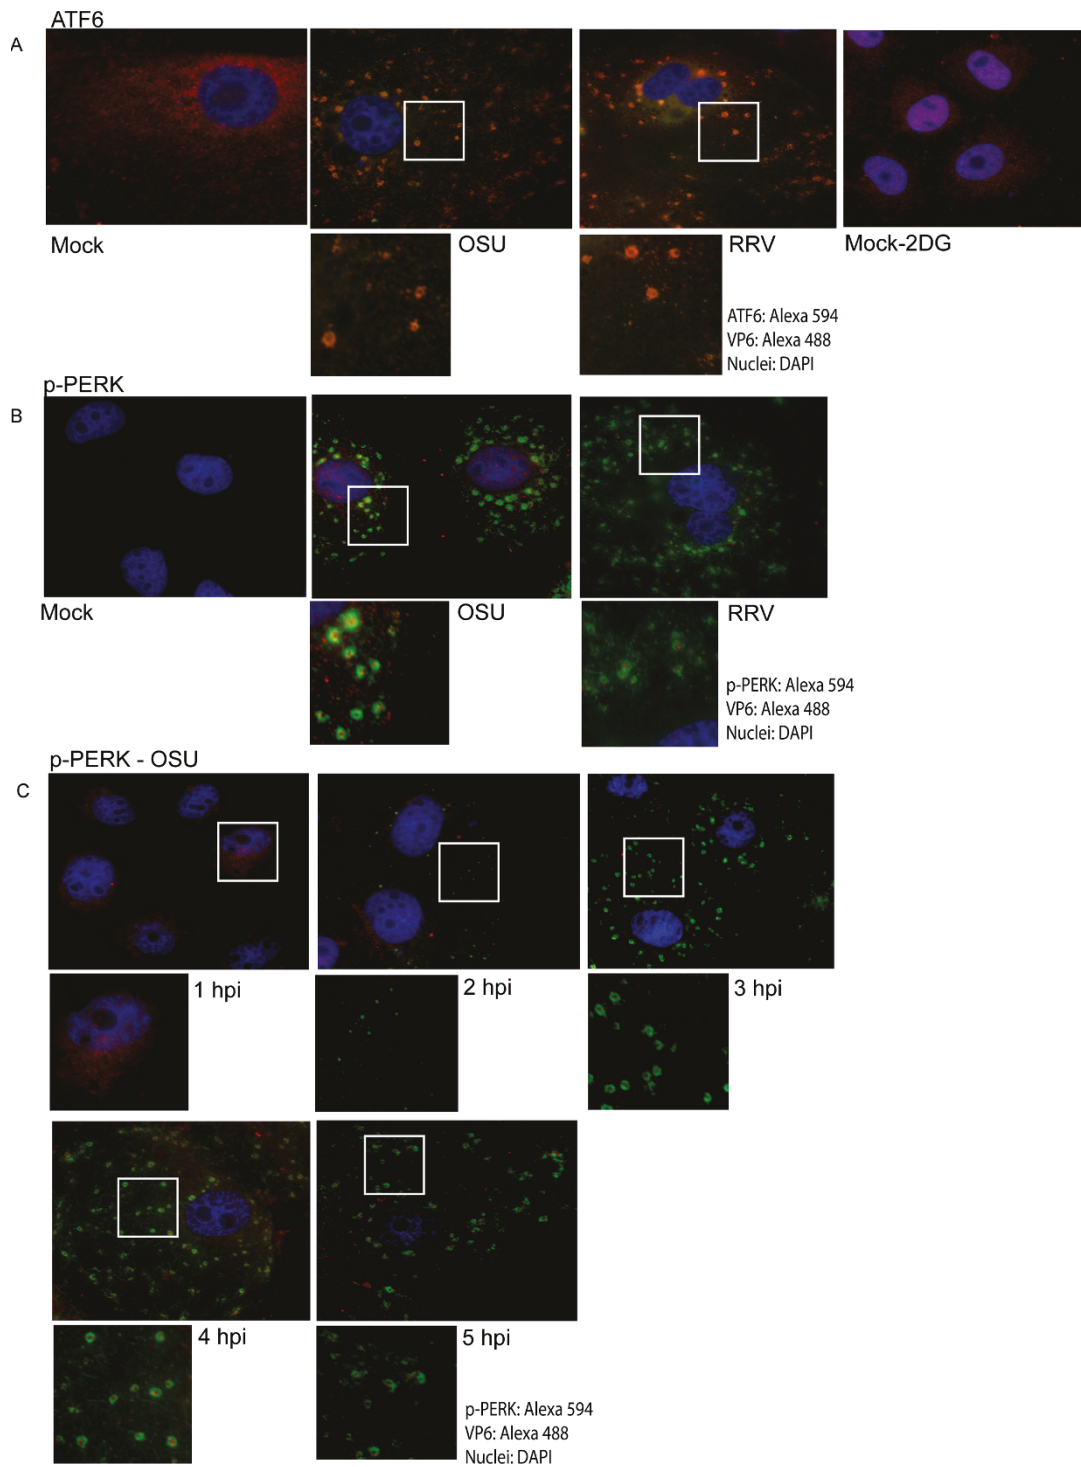 ATF6
A
Mock
OSU
RRV
Mock-2DG
ATF6: Alexa 594
VP6: Alexa 488
Nuclei: DAPI
p-PERK
B
Mock
OSU
RRV
p-PERK: Alexa 594
VP6: Alexa 488
Nuclei: DAPI
p-PERK - OSU
C
1 hpi
2 hpi
3 hpi
4 hpi
5 hpi
p-PERK: Alexa 594
VP6: Alexa 488
Nuclei: DAPI